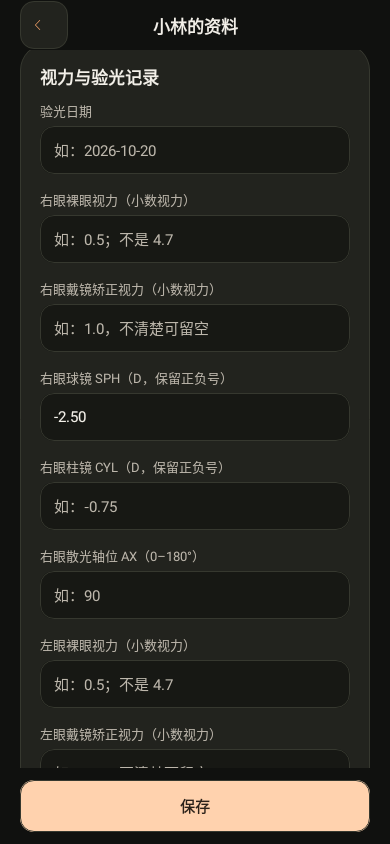 小林的资料
视力与验光记录
验光日期
如：2026-10-20
右眼裸眼视力（小数视力）
如：0.5；不是 4.7
右眼戴镜矫正视力（小数视力）
如：1.0，不清楚可留空
右眼球镜 SPH（D，保留正负号）
-2.50
右眼柱镜 CYL（D，保留正负号）
如：-0.75
右眼散光轴位 AX（0–180°）
如：90
左眼裸眼视力（小数视力）
如：0.5；不是 4.7
左眼戴镜矫正视力（小数视力）
保存